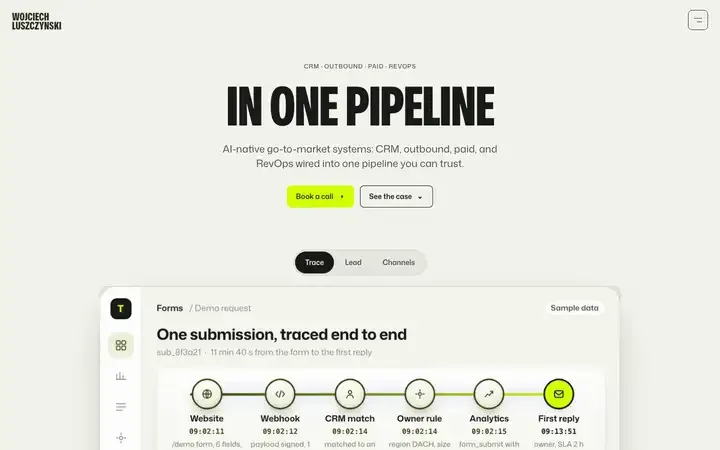 WOJCIECH
LUSZCZYNSKI
CRM · OUTBOUND · PAID · REVOPS
IN ONE PIPELINE
AI-native go-to-market systems: CRM, outbound, paid, and
RevOps wired into one pipeline you can trust.
Book a call
See the case
Trace Lead Channels
T
Forms / Demo request
Sample data
One submission, traced end to end
sub_8f3a21 · 11 min 40 s from the form to the first reply
Website Webhook CRM match Owner rule Analytics First reply
09:02:11 09:02:12 09:02:14 09:02:14 09:02:15 09:13:51
/demo form, 6 fields, payload signed, 1 matched to an region DACH, size form_submit with owner, SLA 2 h